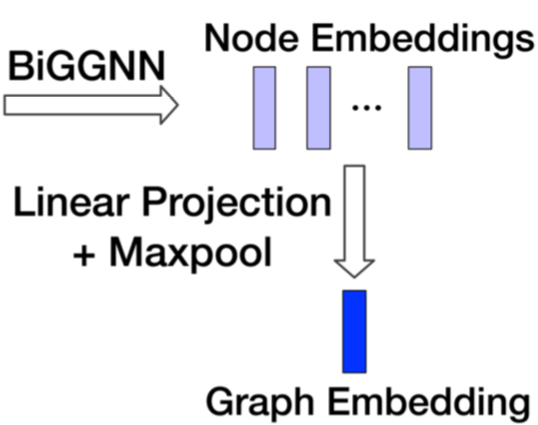 Node Embeddings
BiGGNN
...
Linear Projection
+ Maxpool
Graph Embedding